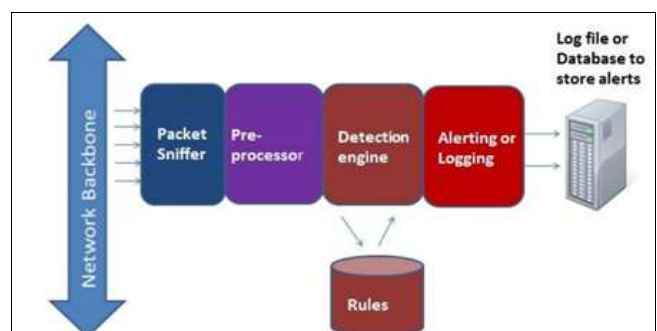 Network Backbone
Packet
Sniffer
Pre-
processor
Detection
engine
Alerting or
Logging
Log file or
Database to
store alerts
Rules